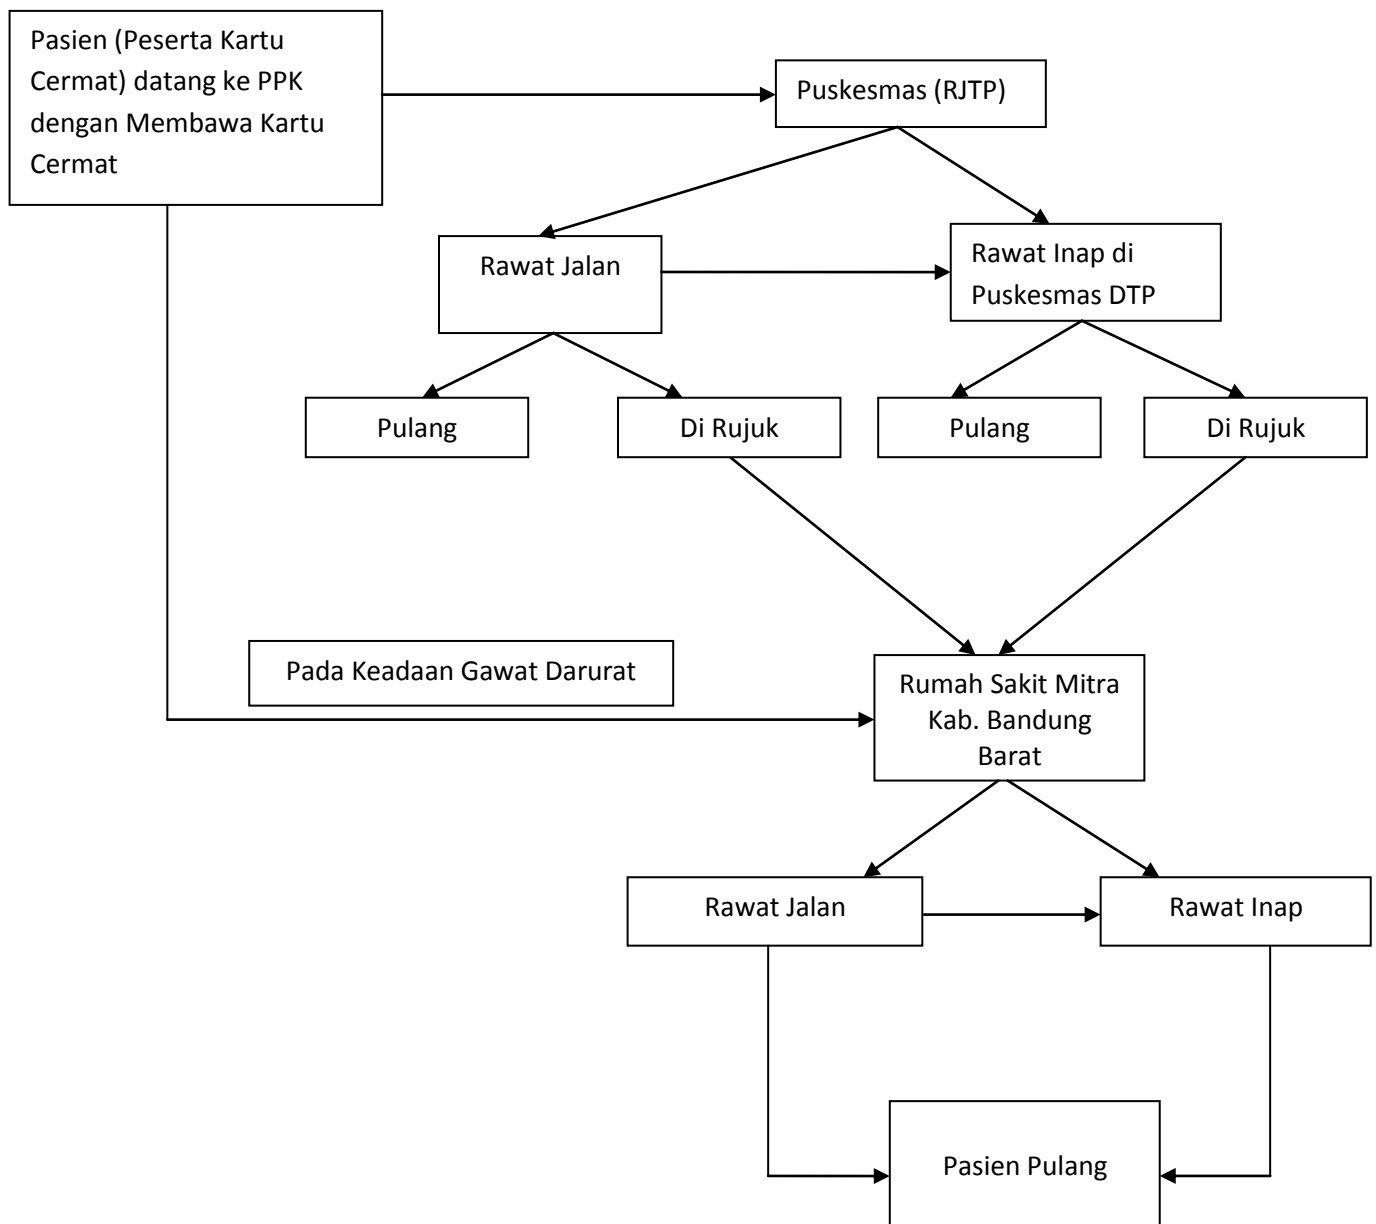 Pasien (Peserta Kartu
Cermat) datang ke PPK
dengan Membawa Kartu
Cermat
Puskesmas (RJTP)
Rawat Jalan
Rawat Inap di
Puskesmas DTP
Pulang
Di Rujuk
Pulang
Di Rujuk
Pada Keadaan Gawat Darurat
Rumah Sakit Mitra
Kab. Bandung
Barat
Rawat Jalan
Rawat Inap
Pasien Pulang